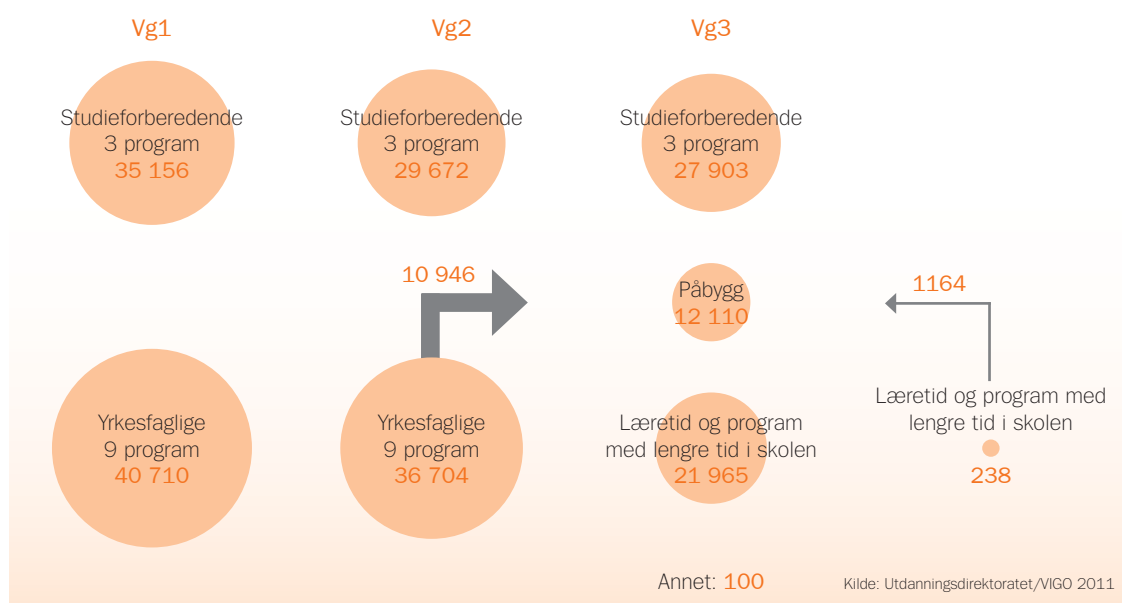 Vg1
Vg2
Vg3
Studieforberedende
3 program
35 156
Studieforberedende
3 program
29 672
Studieforberedende
3 program
27 903
10 946
Påbygg
12 110
1164
Yrkesfaglige
9 program
40 710
Yrkesfaglige
9 program
36 704
Læretid og program
med lengre tid i skolen
21 965
Læretid og program med
lengre tid i skolen
238
Annet: 100
Kilde: Utdanningsdirektoratet/VIGO 2011